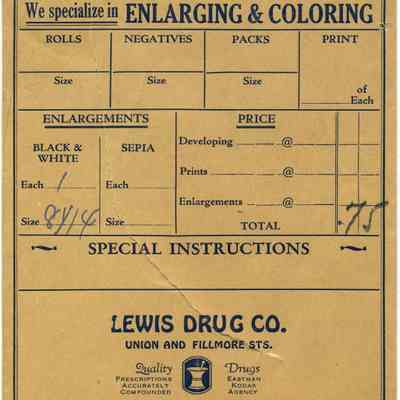 We specialize in ENLARGING & COLORING
ROLLS NEGATIVES PACKS PRINT
Size Size Size of Each
ENLARGEMENTS PRICE
BLACK & WHITE SEPIA
Developing @
Each 1 Each
Prints @
Size 8x14 Size
Enlargements @
TOTAL .75
SPECIAL INSTRUCTIONS
LEWIS DRUG CO.
UNION AND FILLMORE STS.
Quality Drugs
PRESCRIPTIONS EASTMAN
ACCURATELY KODAK
COMPOUNDED AGENCY